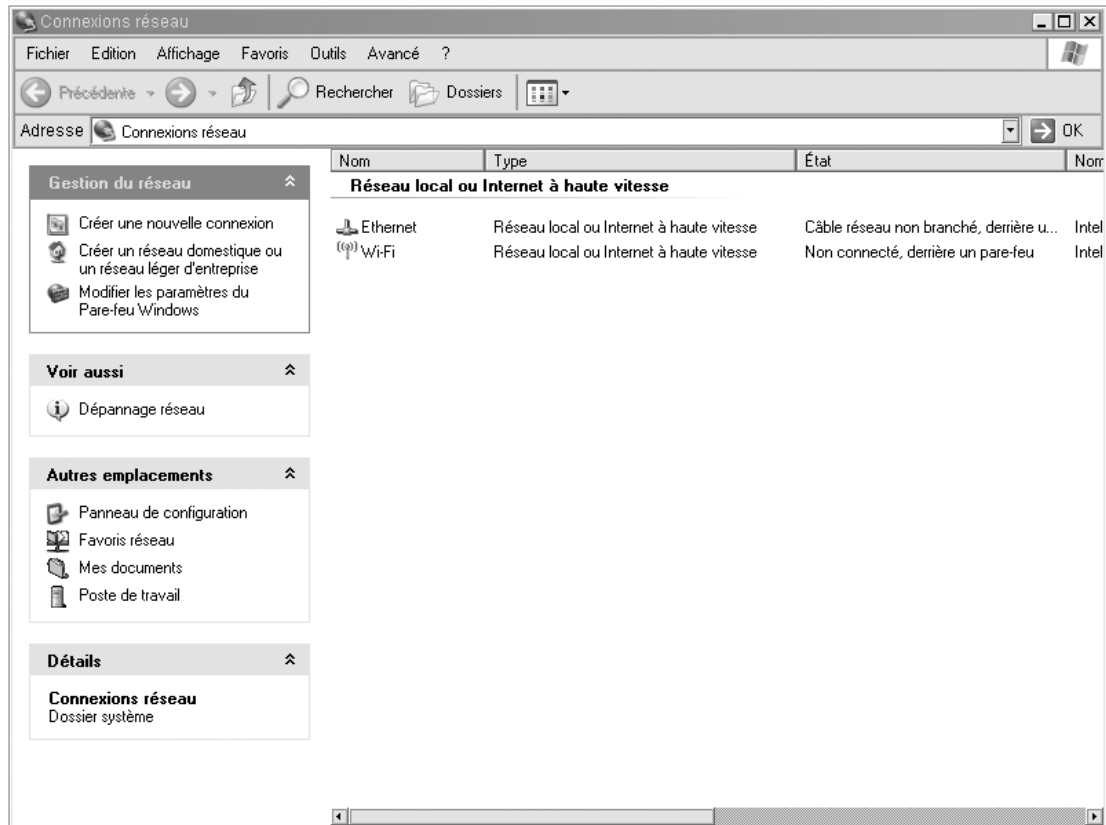 Connexions réseau
Fichier Edition Affichage Favoris Outils Avancé ?
Précédente Rechercher Dossiers
Adresse Connexions réseau OK
Gestion du réseau
Créer une nouvelle connexion
Créer un réseau domestique ou
un réseau léger d'entreprise
Modifier les paramètres du
Pare-feu Windows
Voir aussi
Dépannage réseau
Autres emplacements
Panneau de configuration
Favoris réseau
Mes documents
Poste de travail
Détails
Connexions réseau
Dossier système
Nom Type État Nom
Réseau local ou Internet à haute vitesse
Ethernet Réseau local ou Internet à haute vitesse Câble réseau non branché, derrière u... Intel
Wi-Fi Réseau local ou Internet à haute vitesse Non connecté, derrière un pare-feu Intel